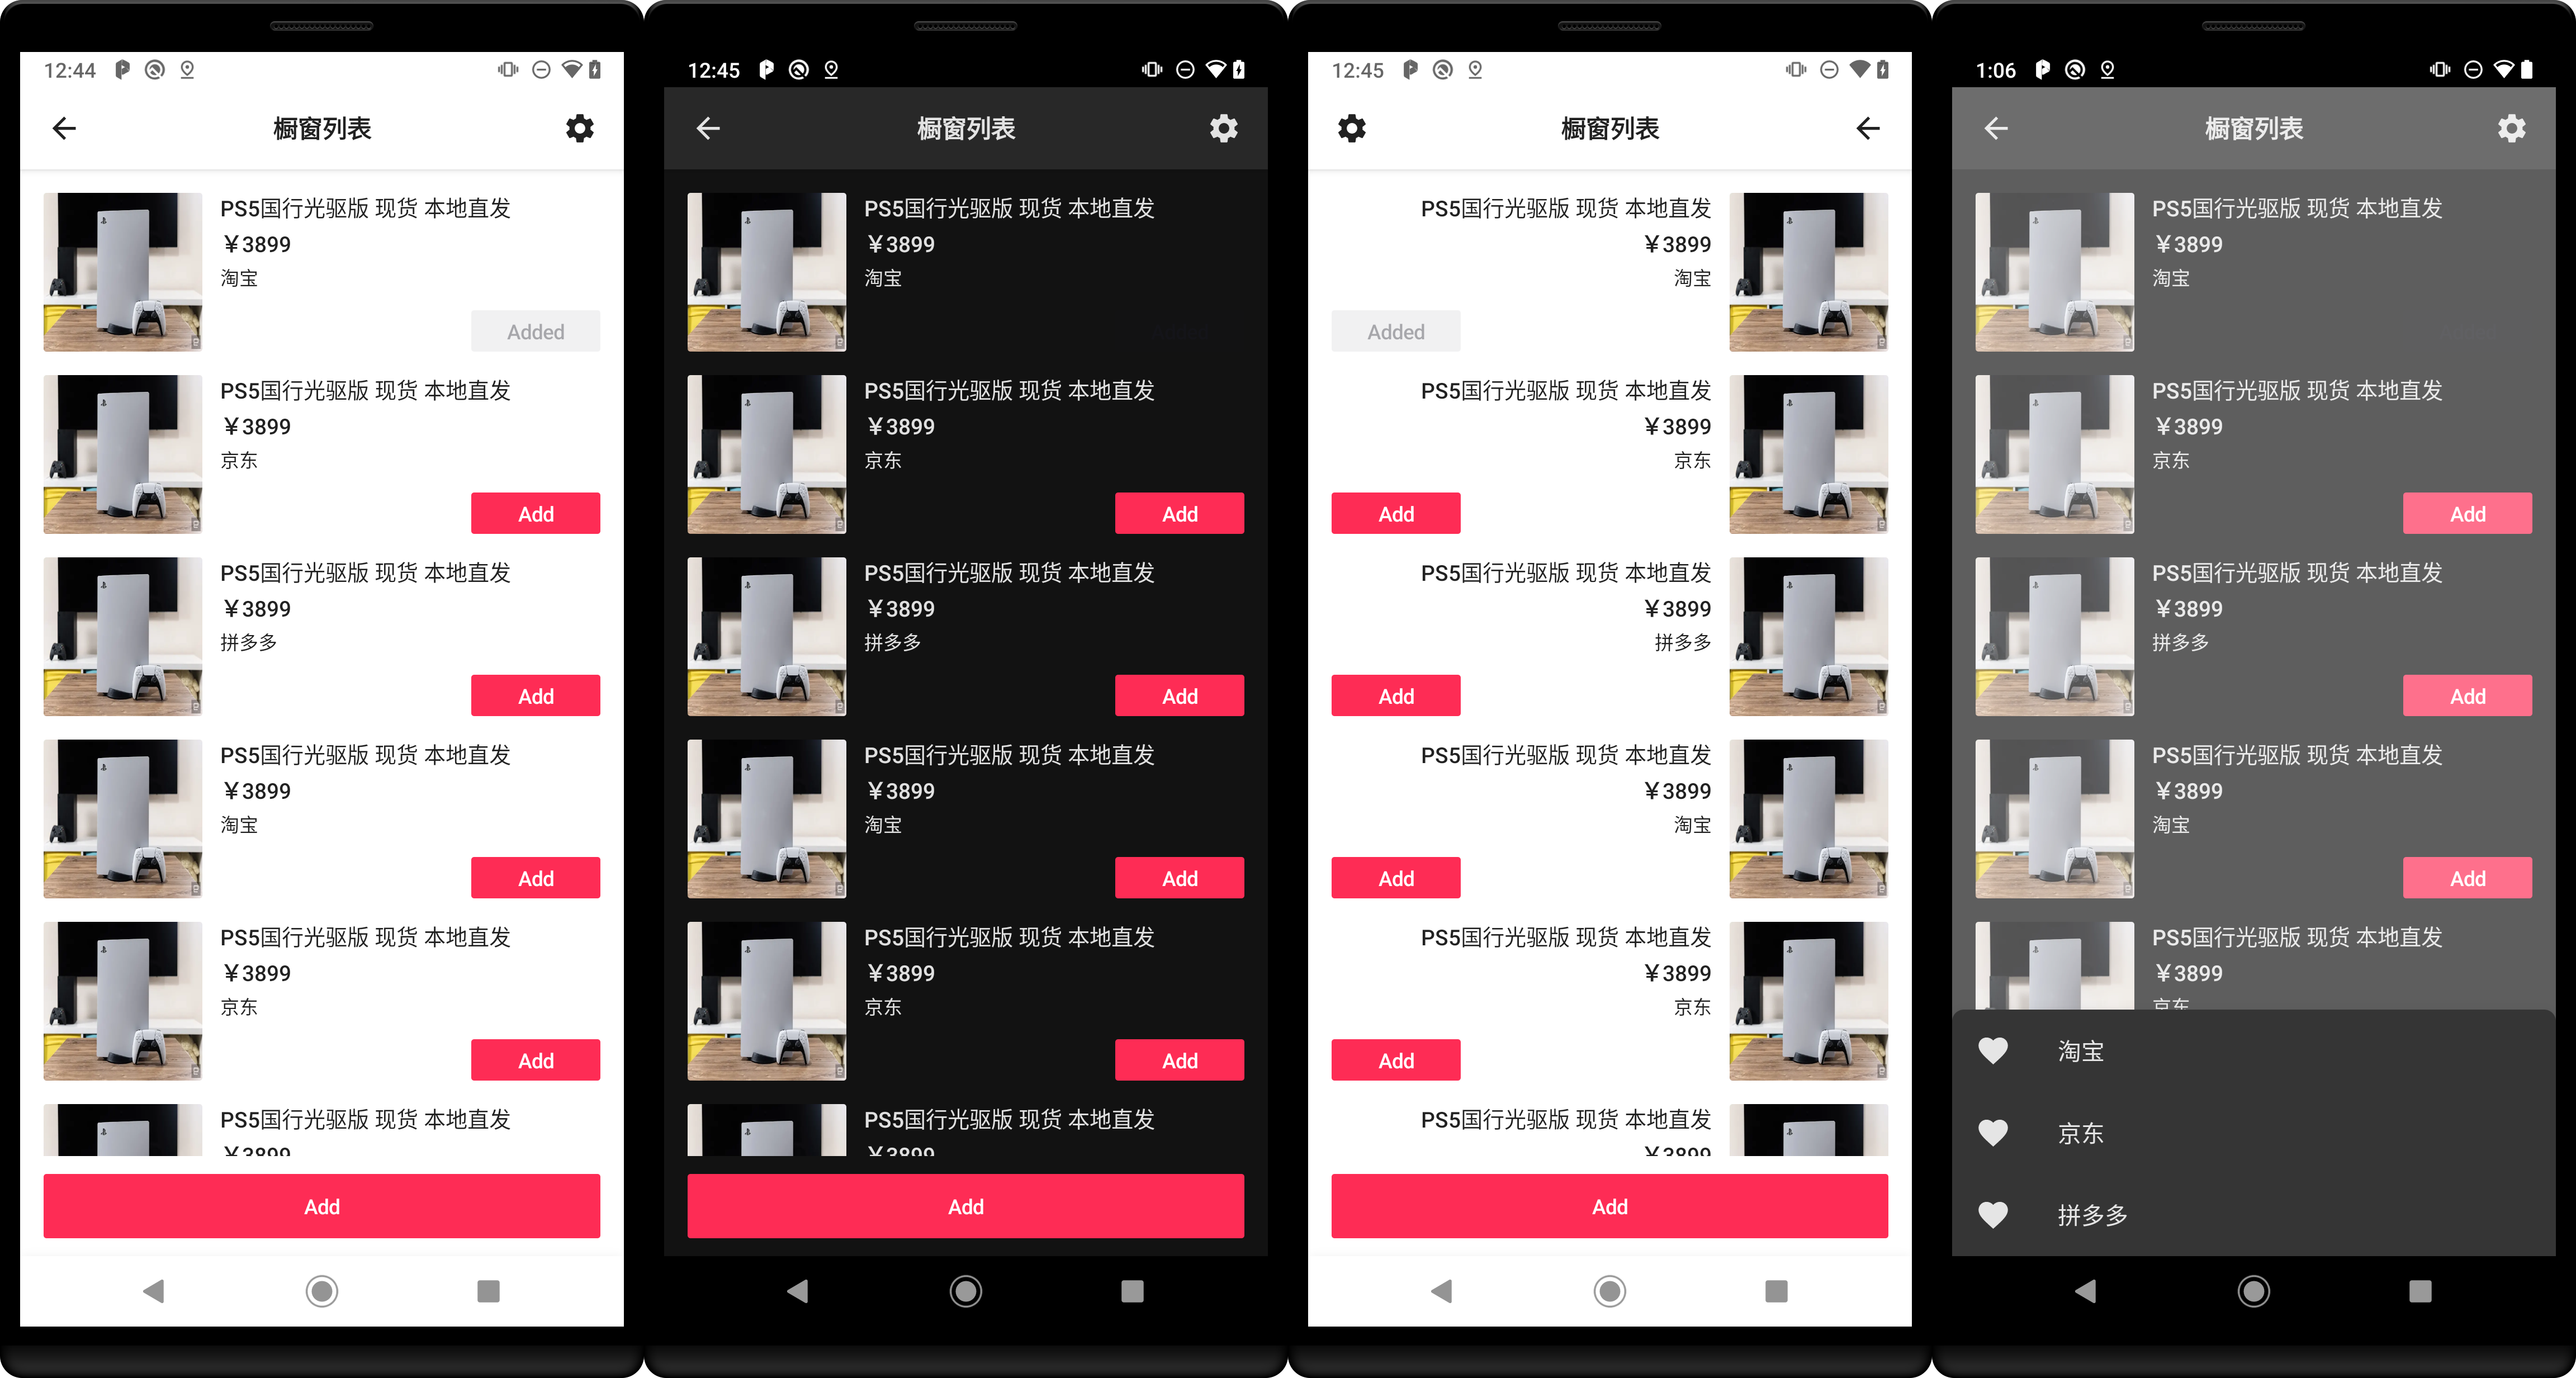 12:44
橱窗列表
PS5国行光驱版 现货 本地直发
￥3899
淘宝
Added
PS5国行光驱版 现货 本地直发
￥3899
京东
Add
PS5国行光驱版 现货 本地直发
￥3899
拼多多
Add
PS5国行光驱版 现货 本地直发
￥3899
淘宝
Add
PS5国行光驱版 现货 本地直发
￥3899
京东
Add
PS5国行光驱版 现货 本地直发
￥3899
Add
12:45
橱窗列表
PS5国行光驱版 现货 本地直发
￥3899
淘宝
Added
PS5国行光驱版 现货 本地直发
￥3899
京东
Add
PS5国行光驱版 现货 本地直发
￥3899
拼多多
Add
PS5国行光驱版 现货 本地直发
￥3899
淘宝
Add
PS5国行光驱版 现货 本地直发
￥3899
京东
Add
PS5国行光驱版 现货 本地直发
￥3899
Add
12:45
橱窗列表
PS5国行光驱版 现货 本地直发
￥3899
淘宝
Added
PS5国行光驱版 现货 本地直发
￥3899
京东
Add
PS5国行光驱版 现货 本地直发
￥3899
拼多多
Add
PS5国行光驱版 现货 本地直发
￥3899
淘宝
Add
PS5国行光驱版 现货 本地直发
￥3899
京东
Add
PS5国行光驱版 现货 本地直发
￥3899
Add
1:06
橱窗列表
PS5国行光驱版 现货 本地直发
￥3899
淘宝
PS5国行光驱版 现货 本地直发
￥3899
京东
Add
PS5国行光驱版 现货 本地直发
￥3899
拼多多
Add
PS5国行光驱版 现货 本地直发
￥3899
淘宝
Add
PS5国行光驱版 现货 本地直发
￥3899
京东
淘宝
京东
拼多多